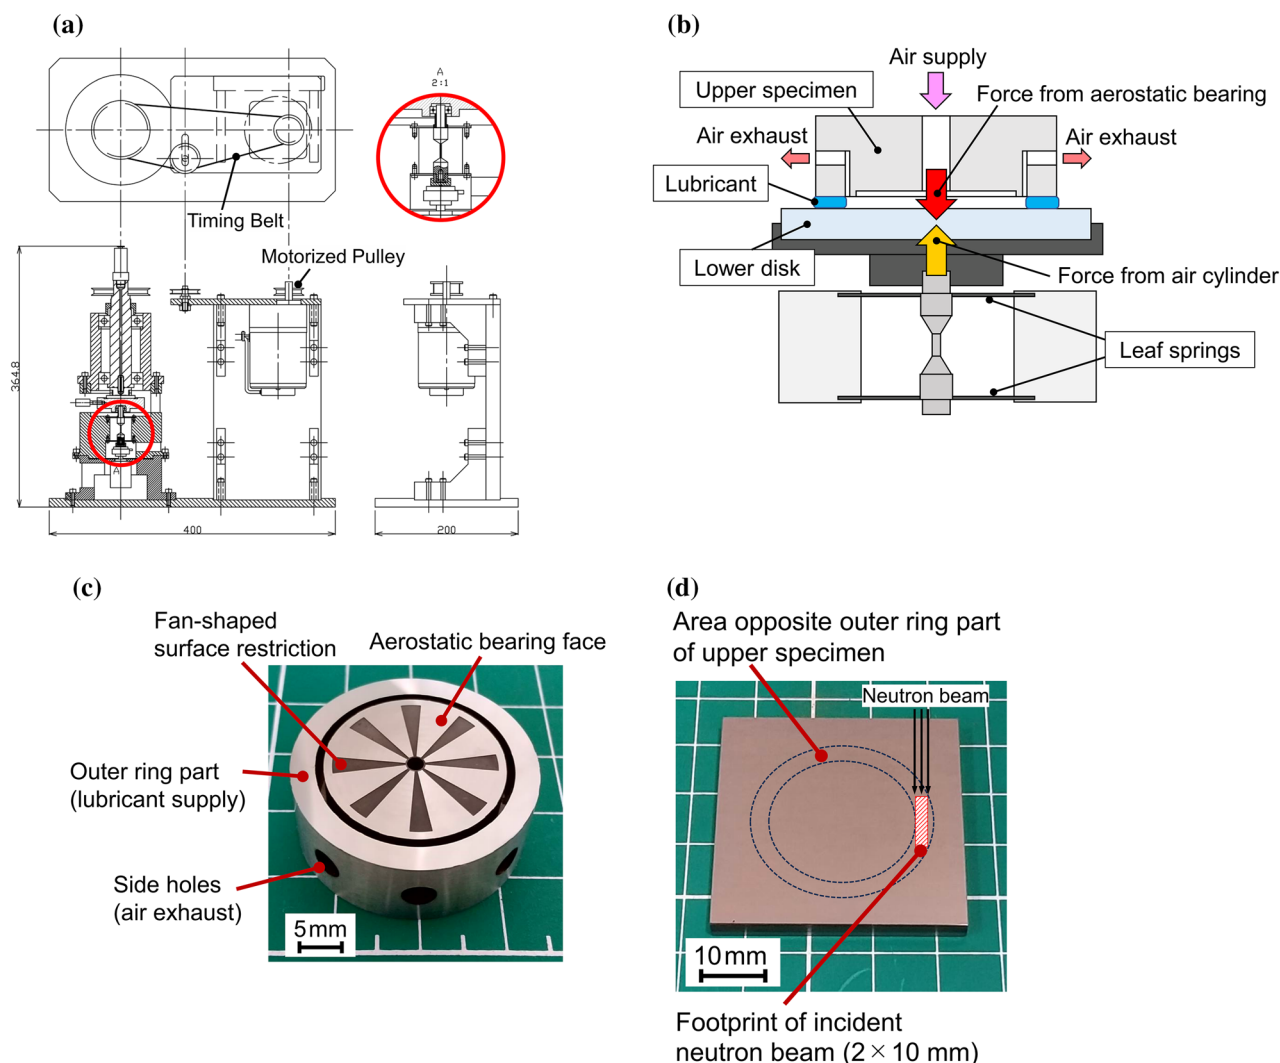 (a)
A
2:1
Timing Belt
Motorized Pulley
364.8
A
400
200
(b)
Air supply
Upper specimen
Force from aerostatic bearing
Air exhaust
Air exhaust
Lubricant
Lower disk
Force from air cylinder
Leaf springs
(c)
Fan-shaped
surface restriction
Aerostatic bearing face
Outer ring part
(lubricant supply)
Side holes
(air exhaust)
5mm
(d)
Area opposite outer ring part
of upper specimen
Neutron beam
10mm
Footprint of incident
neutron beam (2×10 mm)